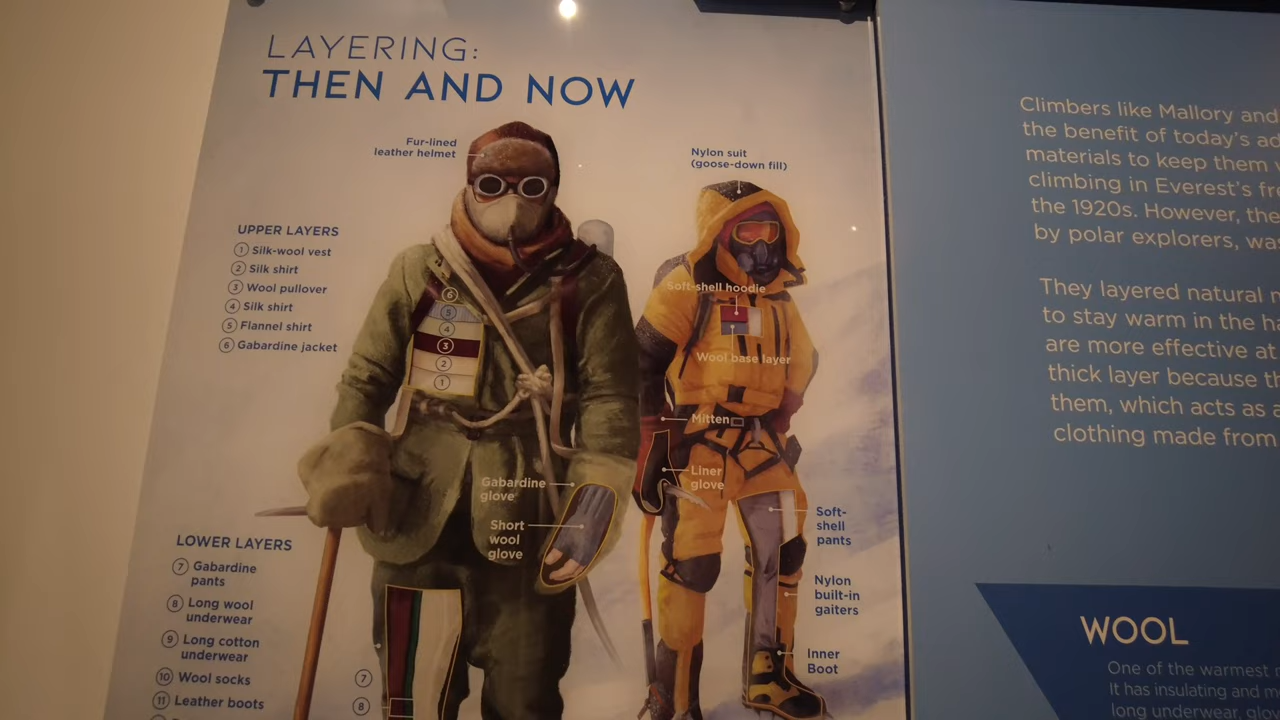 LAYERING:
THEN AND NOW
Fur-lined
leather helmet
Nylon suit
(goose-down fill)
UPPER LAYERS
1 Silk-wool vest
2 Silk shirt
3 Wool pullover
4 Silk shirt
5 Flannel shirt
6 Gabardine jacket
6
5
4
3
2
1
Soft-shell hoodie
Wool base layer
Mitten
Liner
glove
Gabardine
glove
Short
wool
glove
Soft-
shell
pants
Nylon
built-in
gaiters
Inner
Boot
LOWER LAYERS
7 Gabardine
pants
8 Long wool
underwear
9 Long cotton
underwear
10 Wool socks
11 Leather boots
7
8
Climbers like Mallory and
the benefit of today's ad
materials to keep them
climbing in Everest's fr
the 1920s. However, the
by polar explorers, was
They layered natural
to stay warm in the ha
are more effective at
thick layer because th
them, which acts as a
clothing made from
WOOL
One of the warmest
It has insulating and m
long underwear, glov